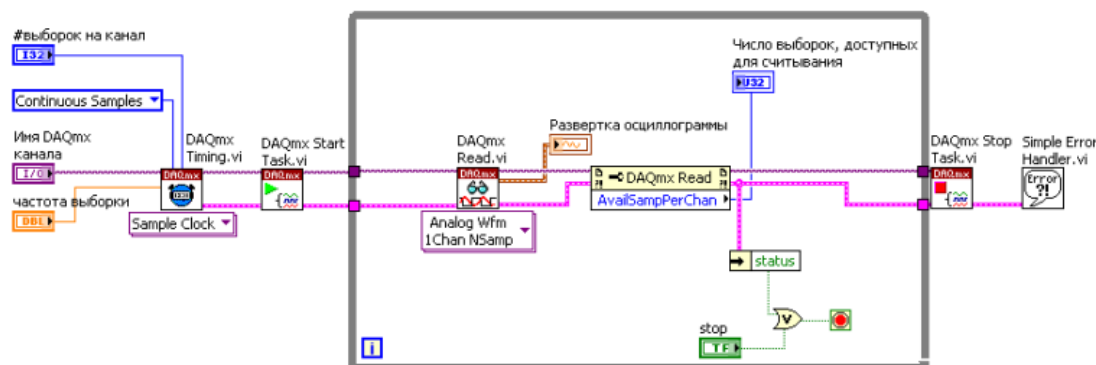 #выборок на канал
I32
Continuous Samples
Имя DAQmx
канала
I/O
частота выборки
DBL
DAQmx
Timing.vi
DAQmx
Sample Clock
DAQmx Start
Task.vi
DAQmx
DAQmx
Read.vi
DAQmx
Analog Wfm
1Chan NSamp
Развертка осциллограммы
Число выборок, доступных
для считывания
U32
DAQmx Read
AvailSampPerChan
status
V
stop
TF
i
DAQmx Stop
Task.vi
DAQmx
Simple Error
Handler.vi
Error
?!